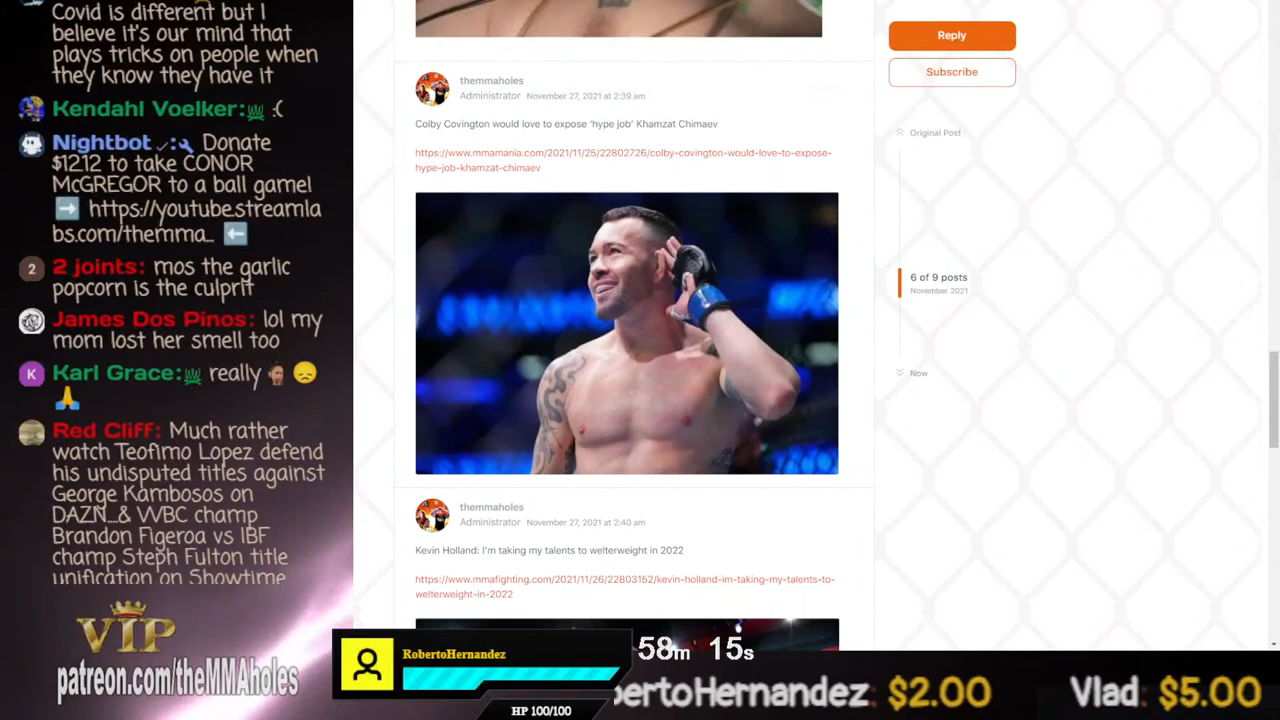 Covid is different but I
believe it's our mind that
plays tricks on people when
they know they have it
Kendahl Voelker: :(
Nightbot : Donate
$12.12 to take CONOR
McGREGOR to a ball game!
https://youtube.streamla
bs.com/themma...
2 joints: mos the garlic
popcorn is the culprit
James Dos Pinos: lol my
mom lost her smell too
Karl Grace: really
Red Cliff: Much rather
watch Teofimo Lopez defend
his undisputed titles against
George Kambosos on
DAZN...& WBC champ
Brandon Figeroa vs IBF
champ Steph Fulton title
unification on Showtime
VIP
patreon.com/theMMAholes
themmaholes
Administrator November 27, 2021 at 2:39 am
Colby Covington would love to expose ‘hype job’ Khamzat Chimaev
https://www.mmamania.com/2021/11/25/22802726/colby-covington-would-love-to-expose-
hype-job-khamzat-chimaev
themmaholes
Administrator November 27, 2021 at 2:40 am
Kevin Holland: I'm taking my talents to welterweight in 2022
https://www.mmafighting.com/2021/11/26/22803152/kevin-holland-im-taking-my-talents-to-
welterweight-in-2022
Reply
Subscribe
Original Post
6 of 9 posts
November 2021
Now
RobertoHernandez
HP 100/100
58m 15s
bertoHernandez: $2.00 Vlad: $5.00